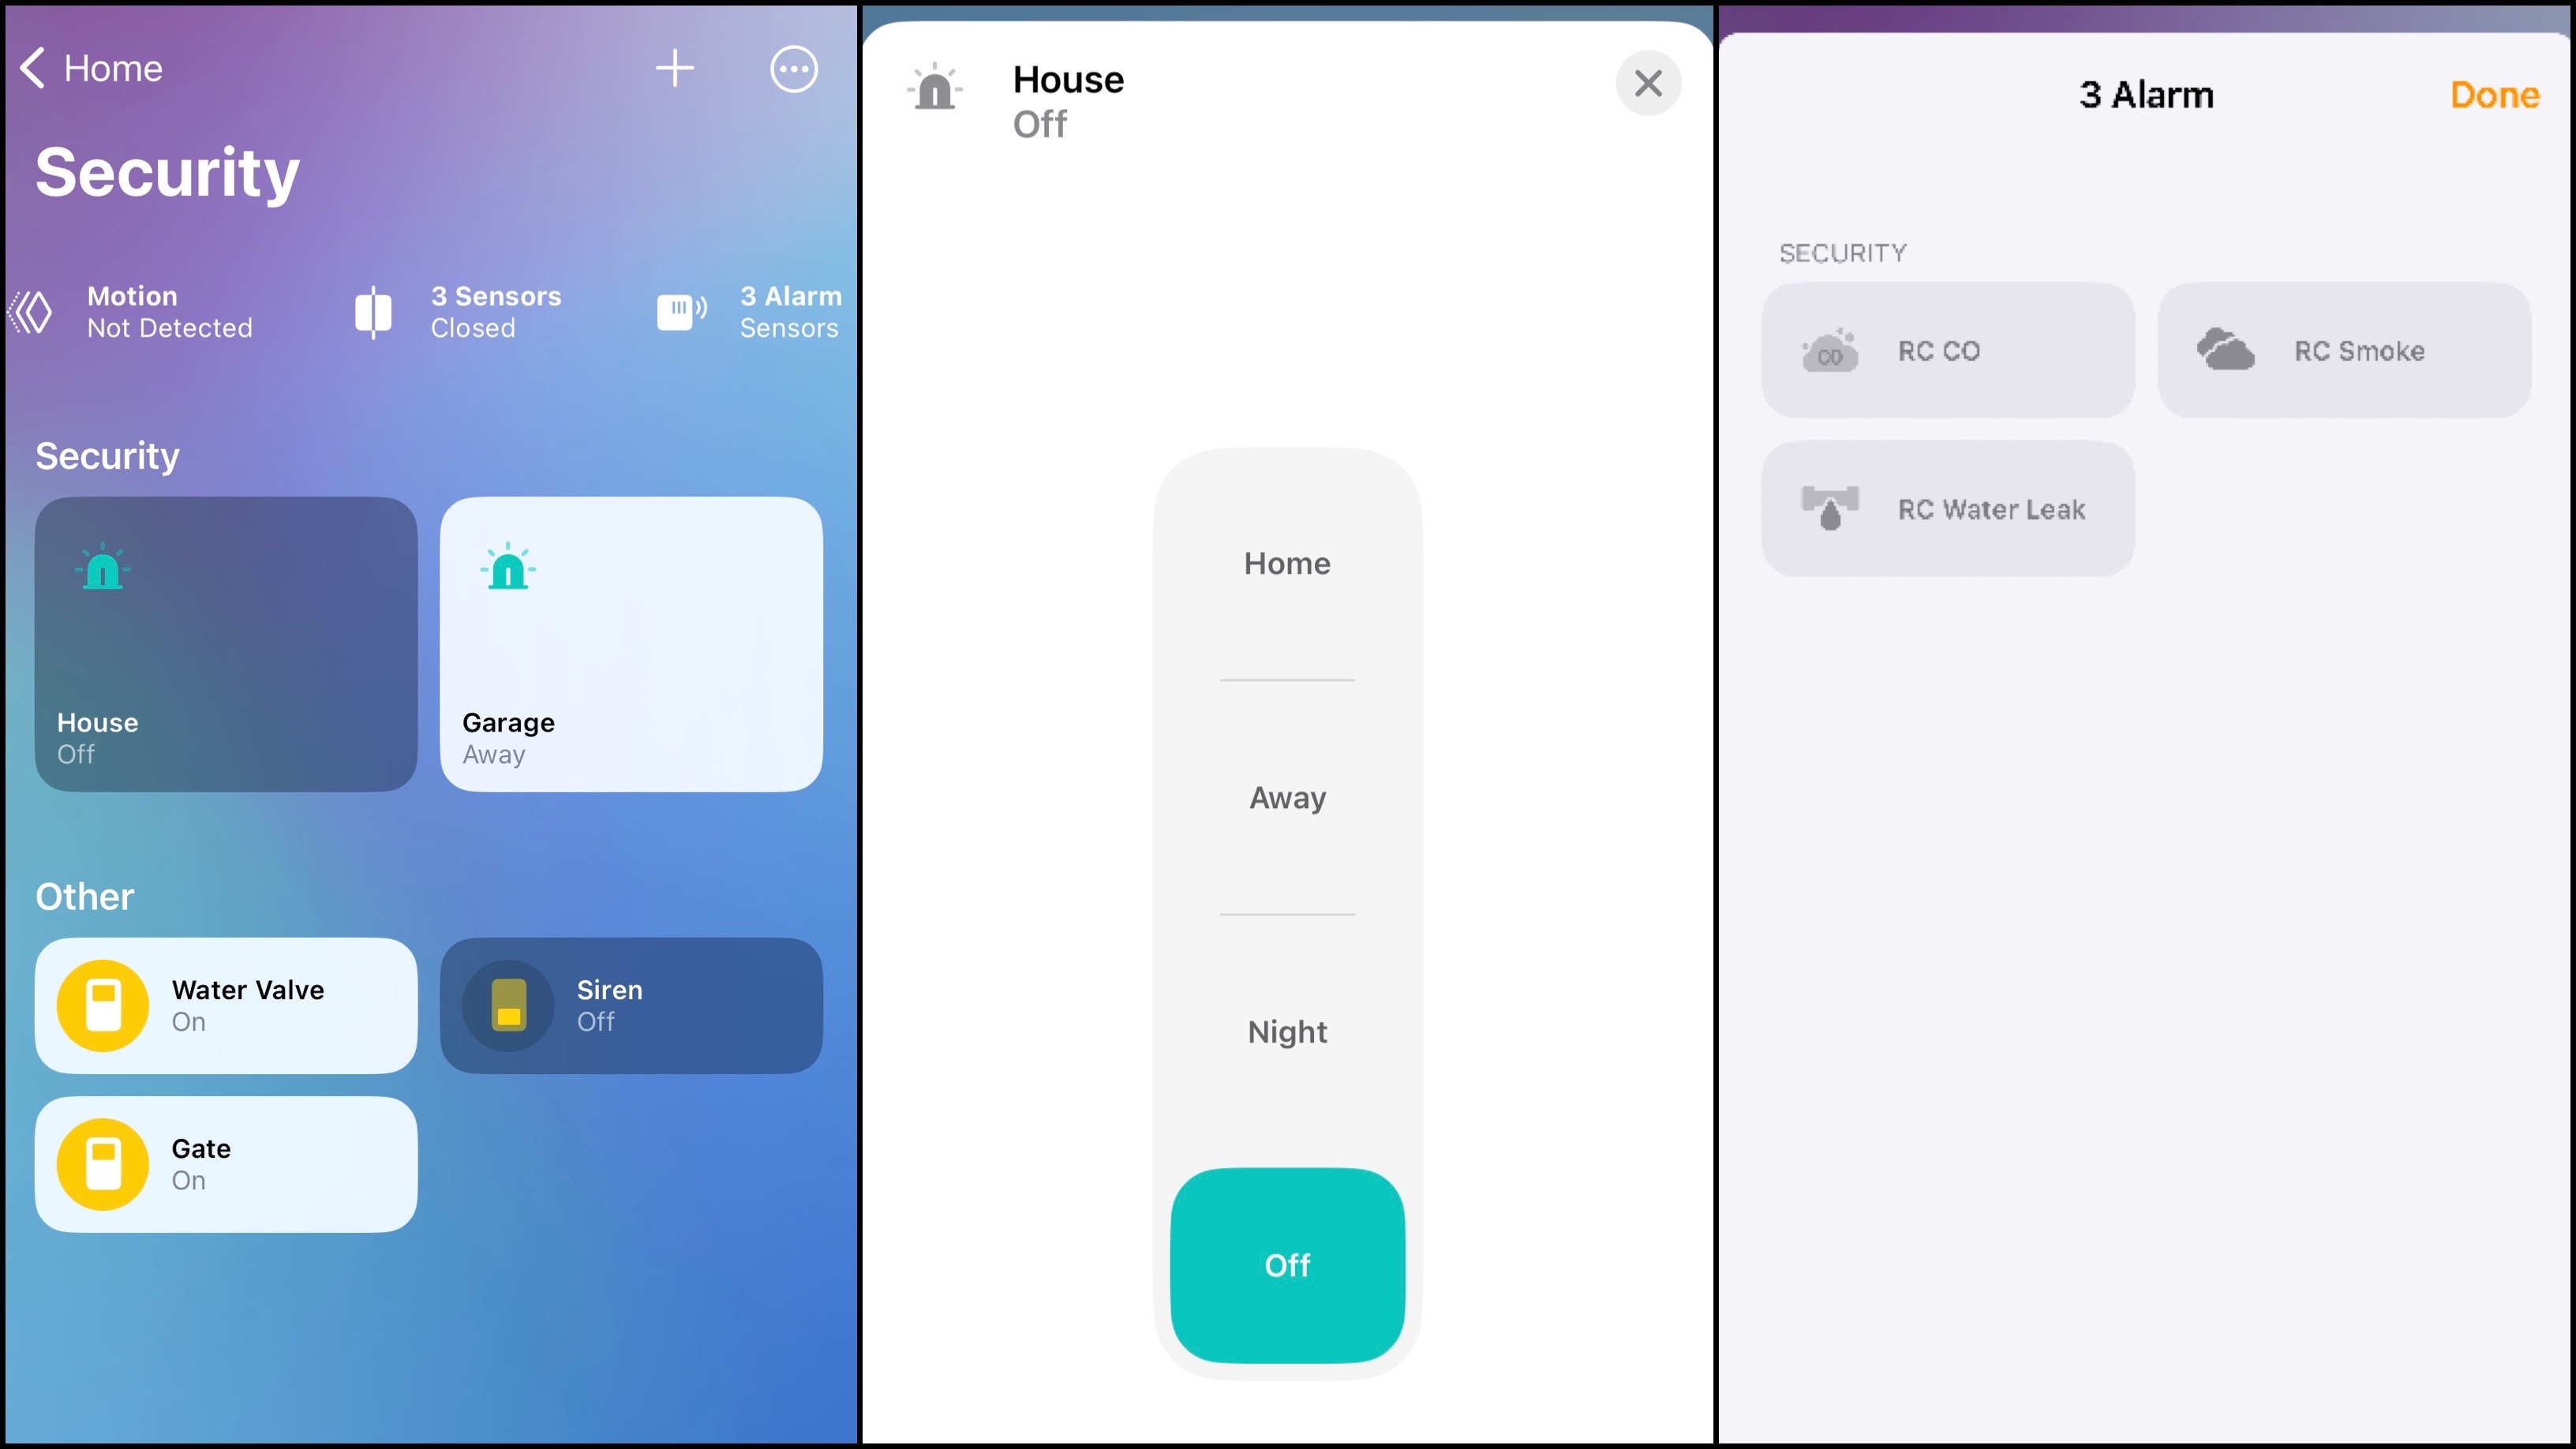 Home
Security
Motion
Not Detected
3 Sensors
Closed
3 Alarm
Sensors
Security
House
Off
Garage
Away
Other
Water Valve
On
Siren
Off
Gate
On
House
Off
Home
Away
Night
Off
3 Alarm
Done
SECURITY
CO
RC CO
RC Smoke
RC Water Leak